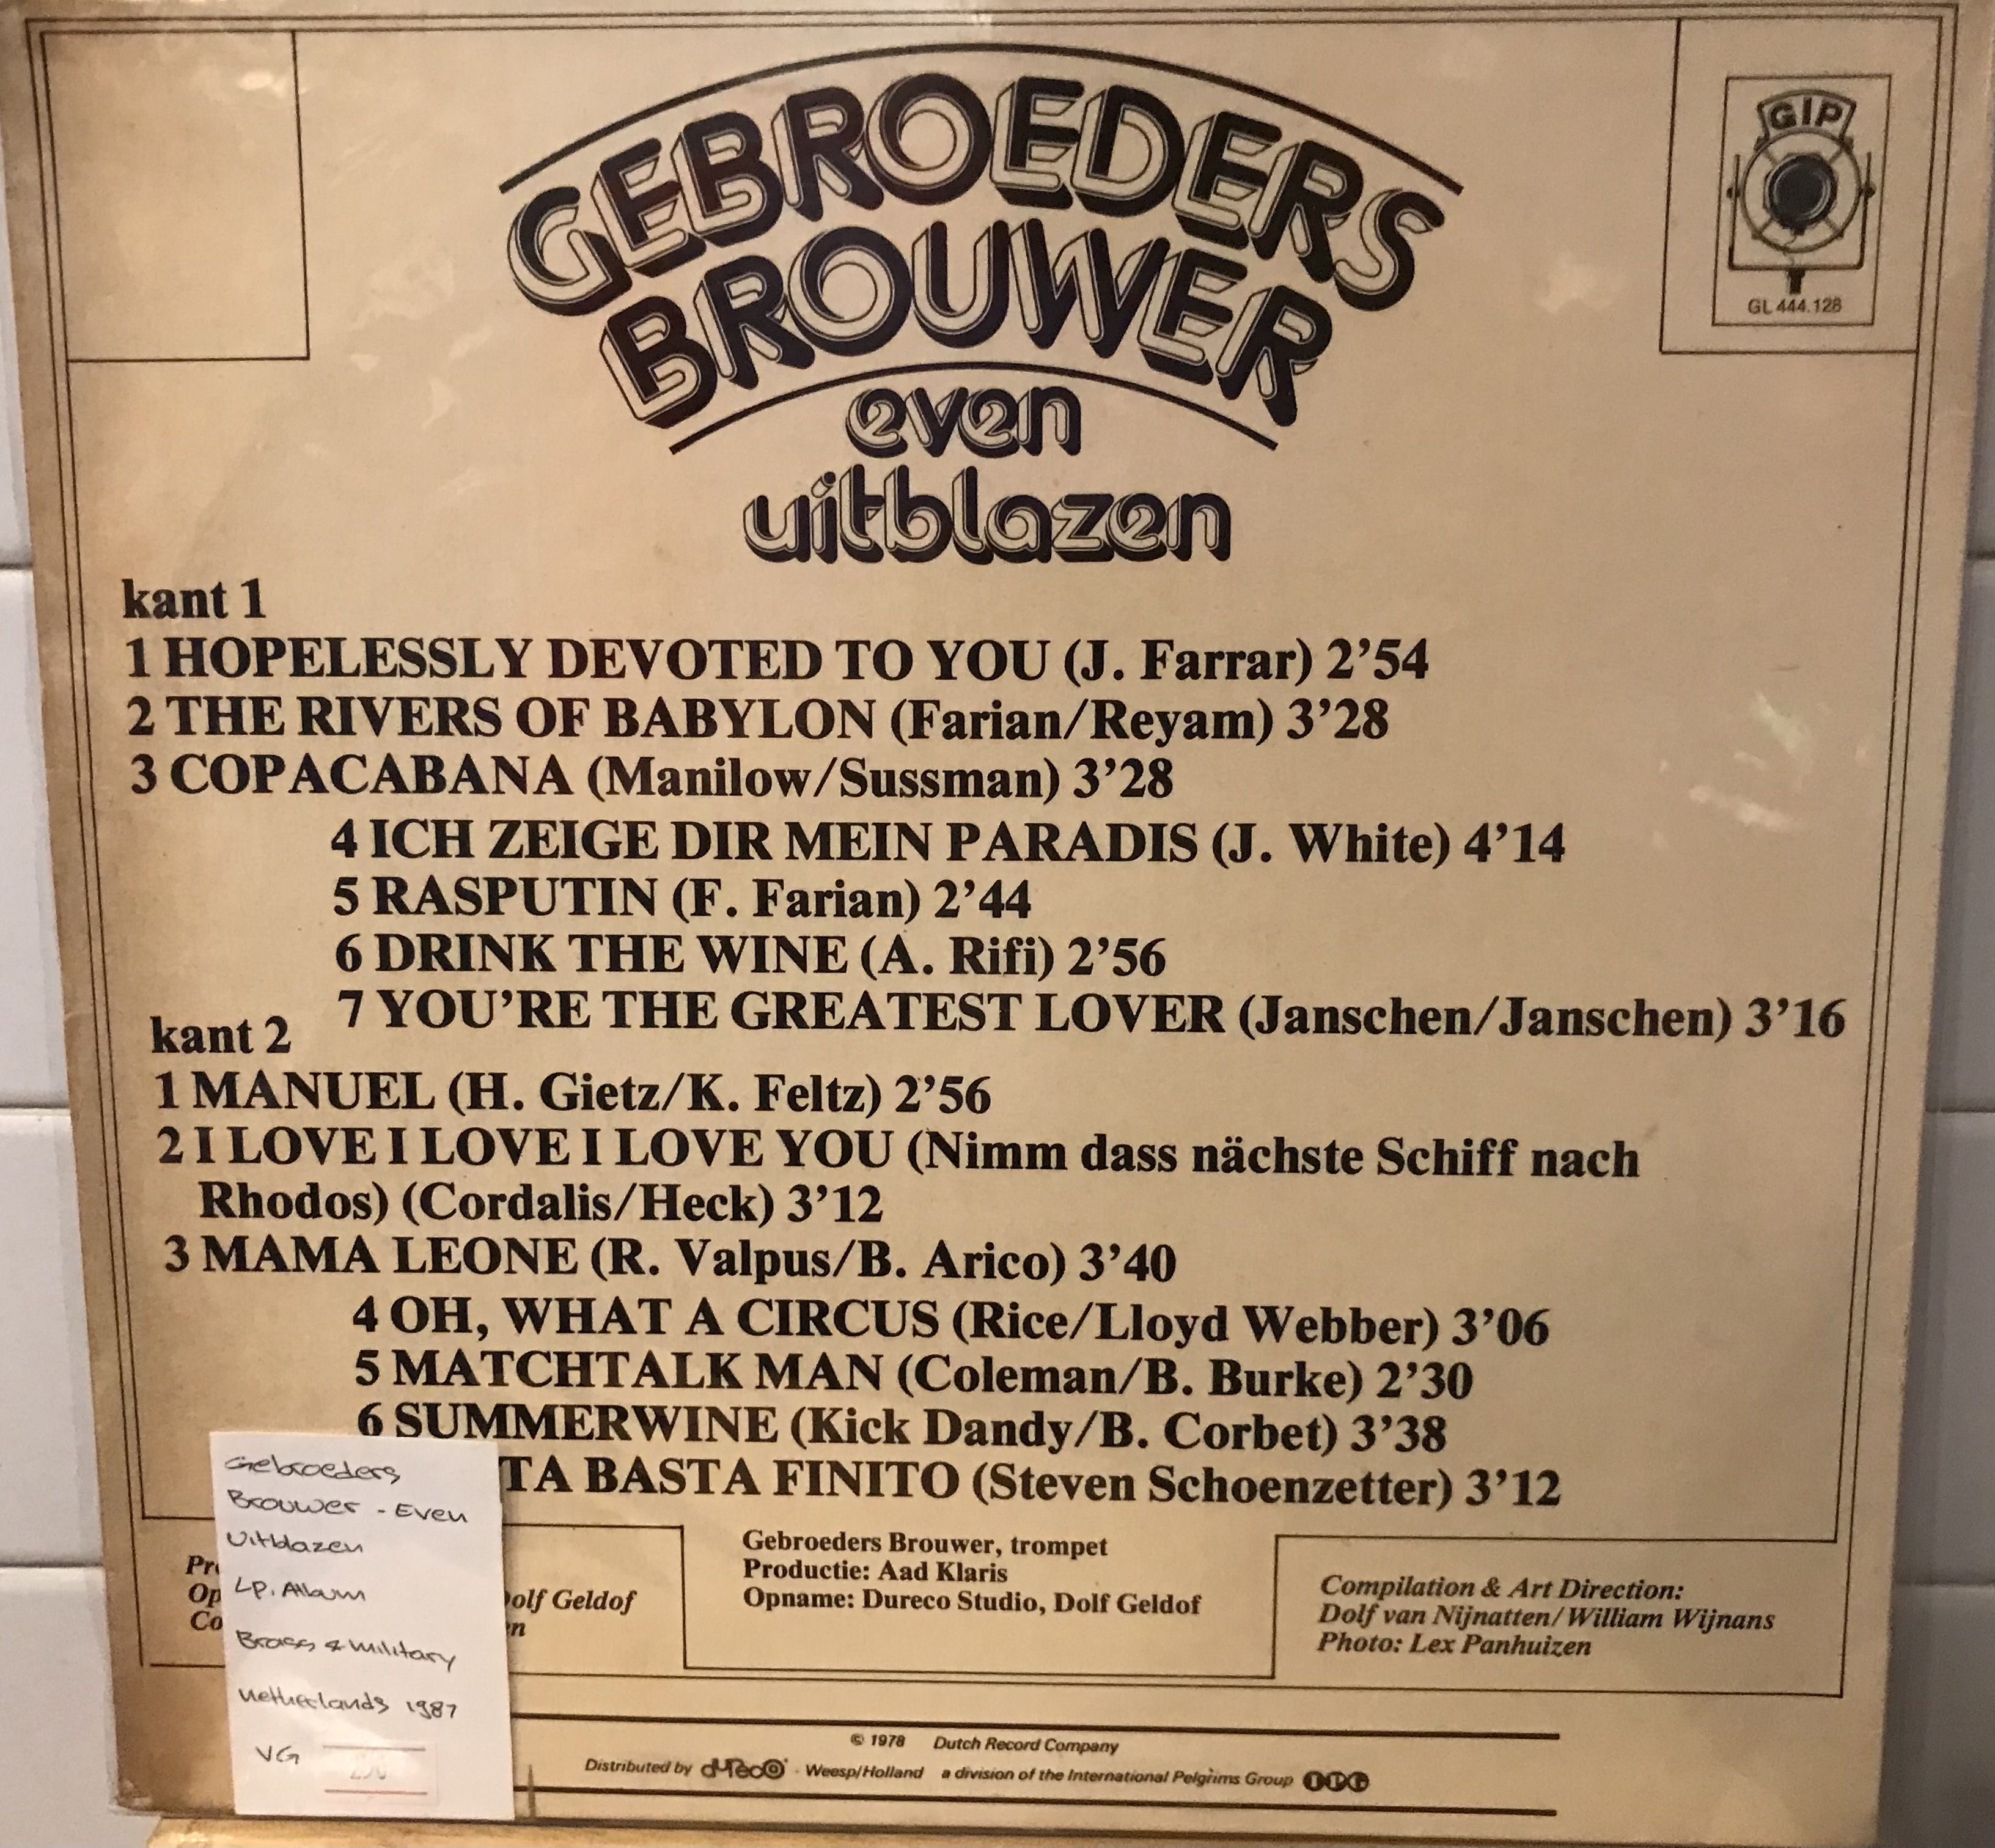 GEBROEDERS
BROUWER
even
uitblazen
GIP
GL 444.128
kant 1
1 HOPELESSLY DEVOTED TO YOU (J. Farrar) 2’54
2 THE RIVERS OF BABYLON (Farian/Reyam) 3’28
3 COPACABANA (Manilow/Sussman) 3’28
4 ICH ZEIGE DIR MEIN PARADIS (J. White) 4’14
5 RASPUTIN (F. Farian) 2’44
6 DRINK THE WINE (A. Rifi) 2’56
7 YOU’RE THE GREATEST LOVER (Janschen/Janschen) 3’16
kant 2
1 MANUEL (H. Gietz/K. Feltz) 2’56
2 I LOVE I LOVE I LOVE YOU (Nimm dass nächste Schiff nach
Rhodos) (Cordalis/Heck) 3’12
3 MAMA LEONE (R. Valpus/B. Arico) 3’40
4 OH, WHAT A CIRCUS (Rice/Lloyd Webber) 3’06
5 MATCHTALK MAN (Coleman/B. Burke) 2’30
6 SUMMERWINE (Kick Dandy/B. Corbet) 3’38
TA BASTA FINITO (Steven Schoenzetter) 3’12
Gebroeders
Brouwer - Even
Uitblazen
Lp. Album
Brass & Military
Netherlands 1987
VG
Geldof
Gebroeders Brouwer, trompet
Productie: Aad Klaris
Opname: Dureco Studio, Dolf Geldof
Compilation & Art Direction:
Dolf van Nijnatten/William Wijnans
Photo: Lex Panhuizen
© 1978 Dutch Record Company
Distributed by dureco · Weesp/Holland a division of the International Pelgrims Group IPG